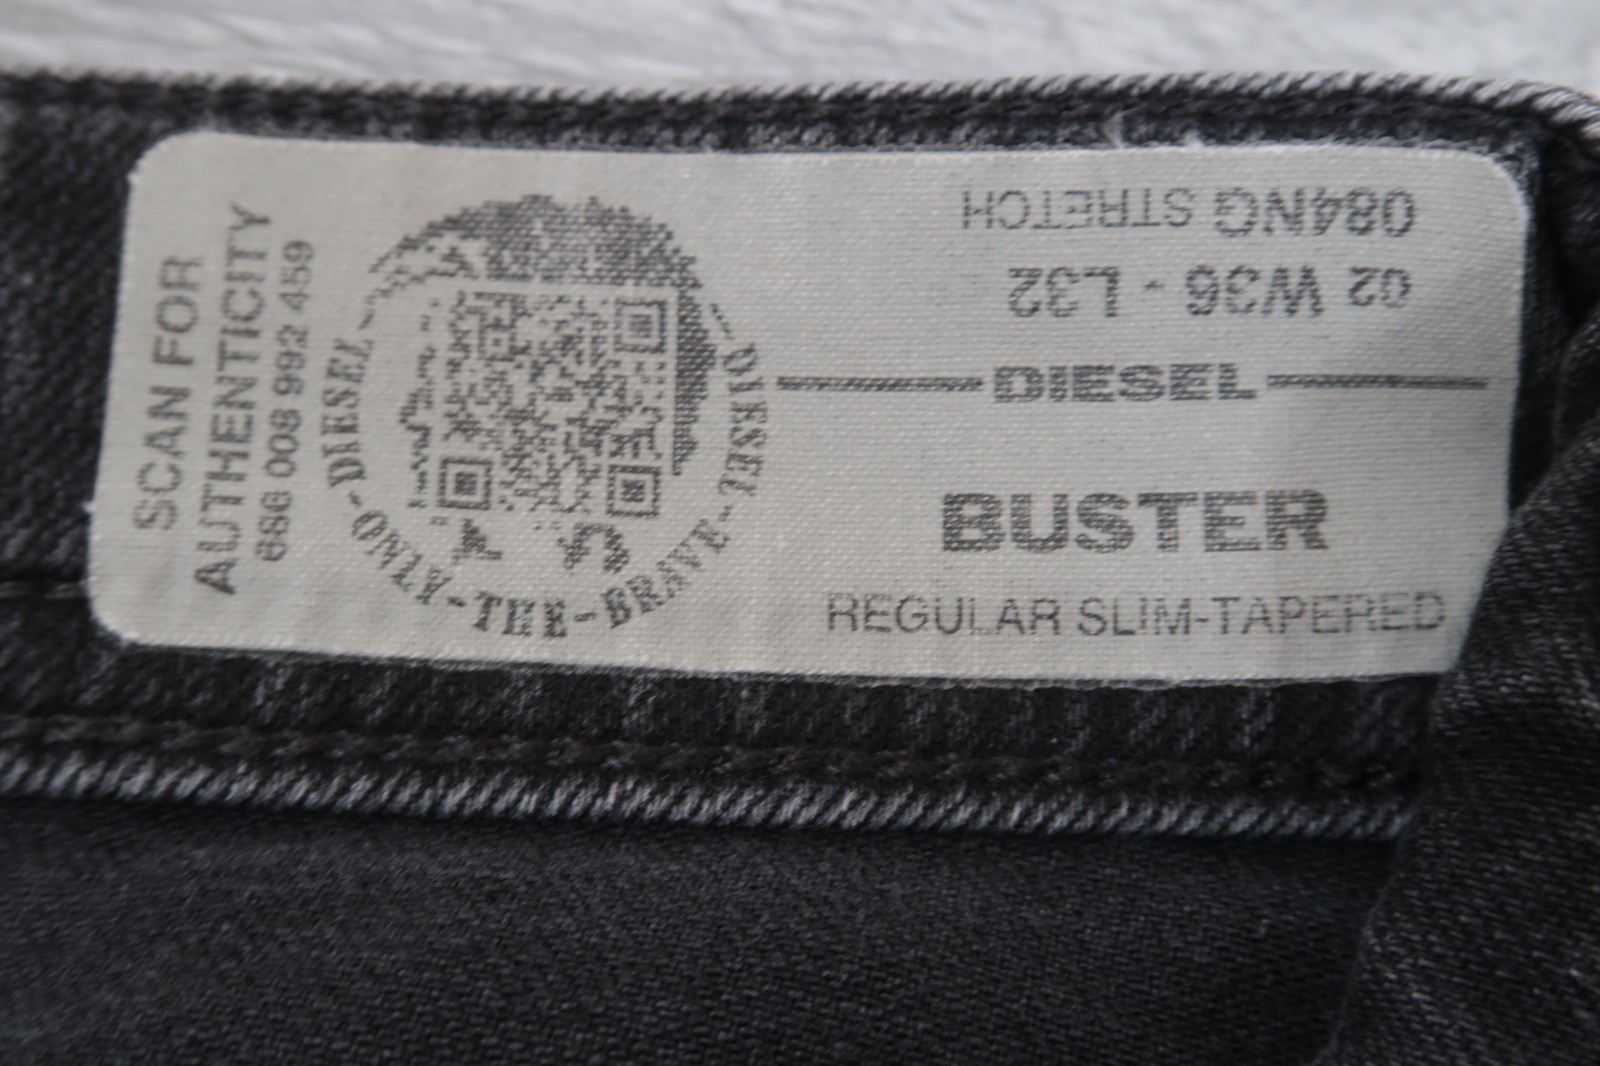 SCAN FOR
AUTHENTICITY
686 008 992 459
DIESEL - ONLY - THE - BRAVE - DIESEL -
084NG STRETCH
02 W36 - L32
DIESEL
BUSTER
REGULAR SLIM-TAPERED